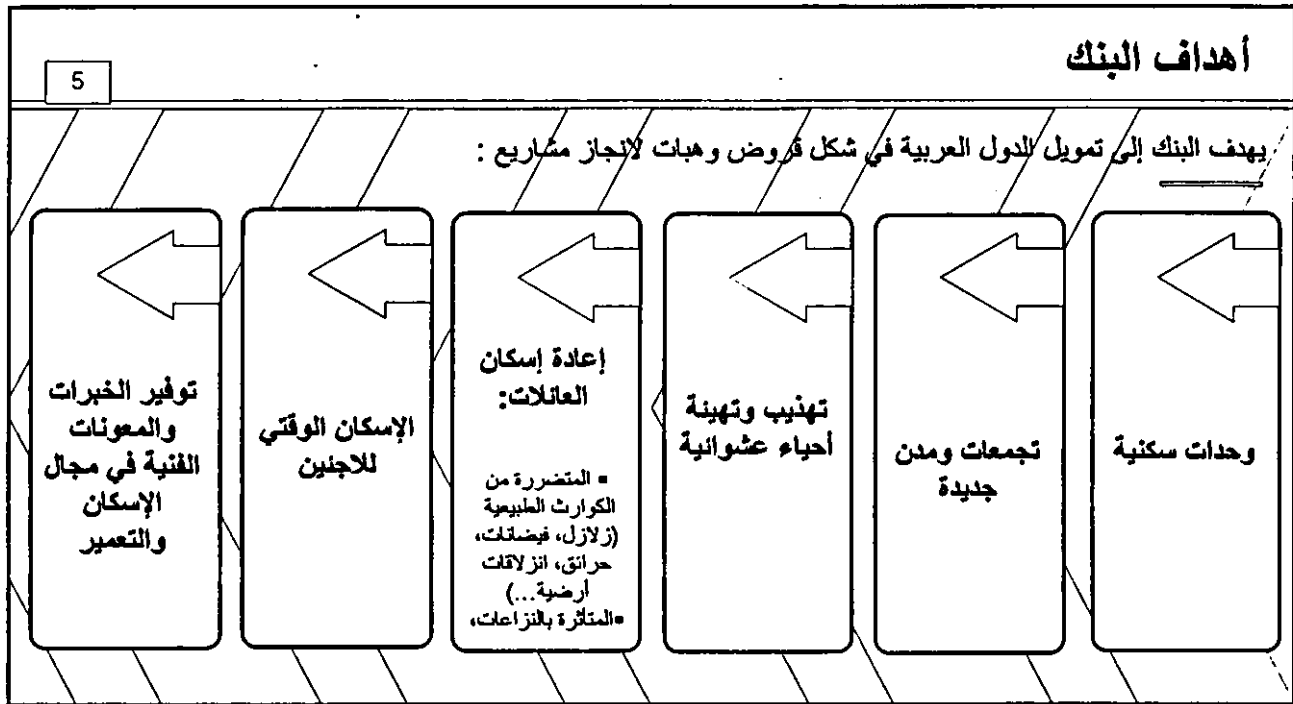 أهداف البنك
5
يهدف البنك إلى تمويل للدول العربية في شكل قروض وهبات لانجاز مشاريع :
وحدات سكنية
تجمعات ومدن
جديدة
تهذيب وتهيئة
أحياء عشوائية
إعادة إسكان
العائلات:
▪ المتضررة من
الكوارث الطبيعية
(زلازل، فيضانات،
حرائق، انزلاقات
أرضية...)
▪المتأثرة بالنزاعات،
الإسكان الوقتي
للاجئين
توفير الخبرات
والمعونات
الفنية في مجال
الإسكان
والتعمير